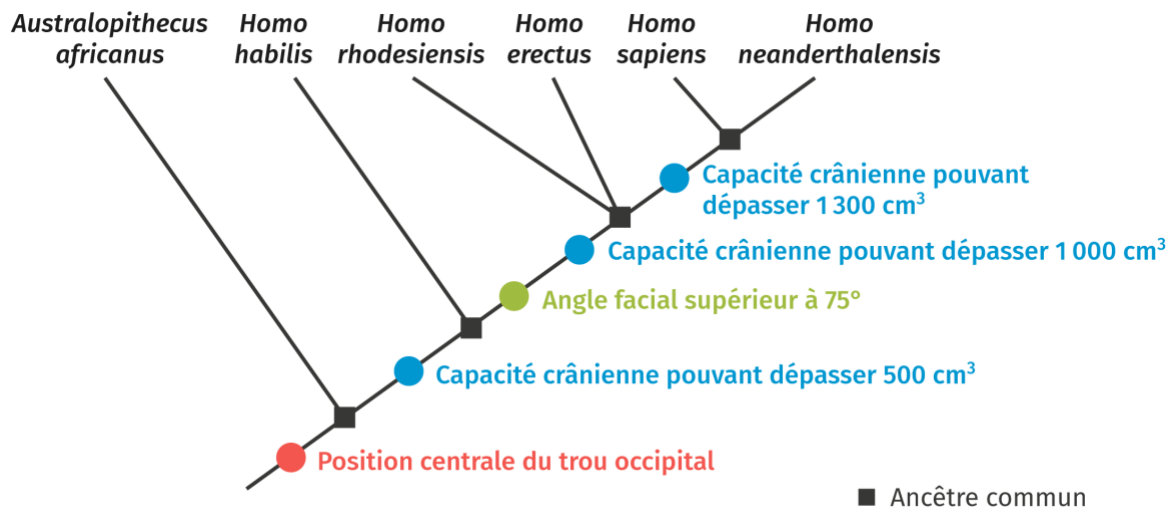 Australopithecus
africanus
Homo
habilis
Homo
rhodesiensis
Homo
erectus
Homo
sapiens
Homo
neanderthalensis
Capacité crânienne pouvant
dépasser 1 300 cm³
Capacité crânienne pouvant dépasser 1 000 cm³
Angle facial supérieur à 75°
Capacité crânienne pouvant dépasser 500 cm³
Position centrale du trou occipital
Ancêtre commun